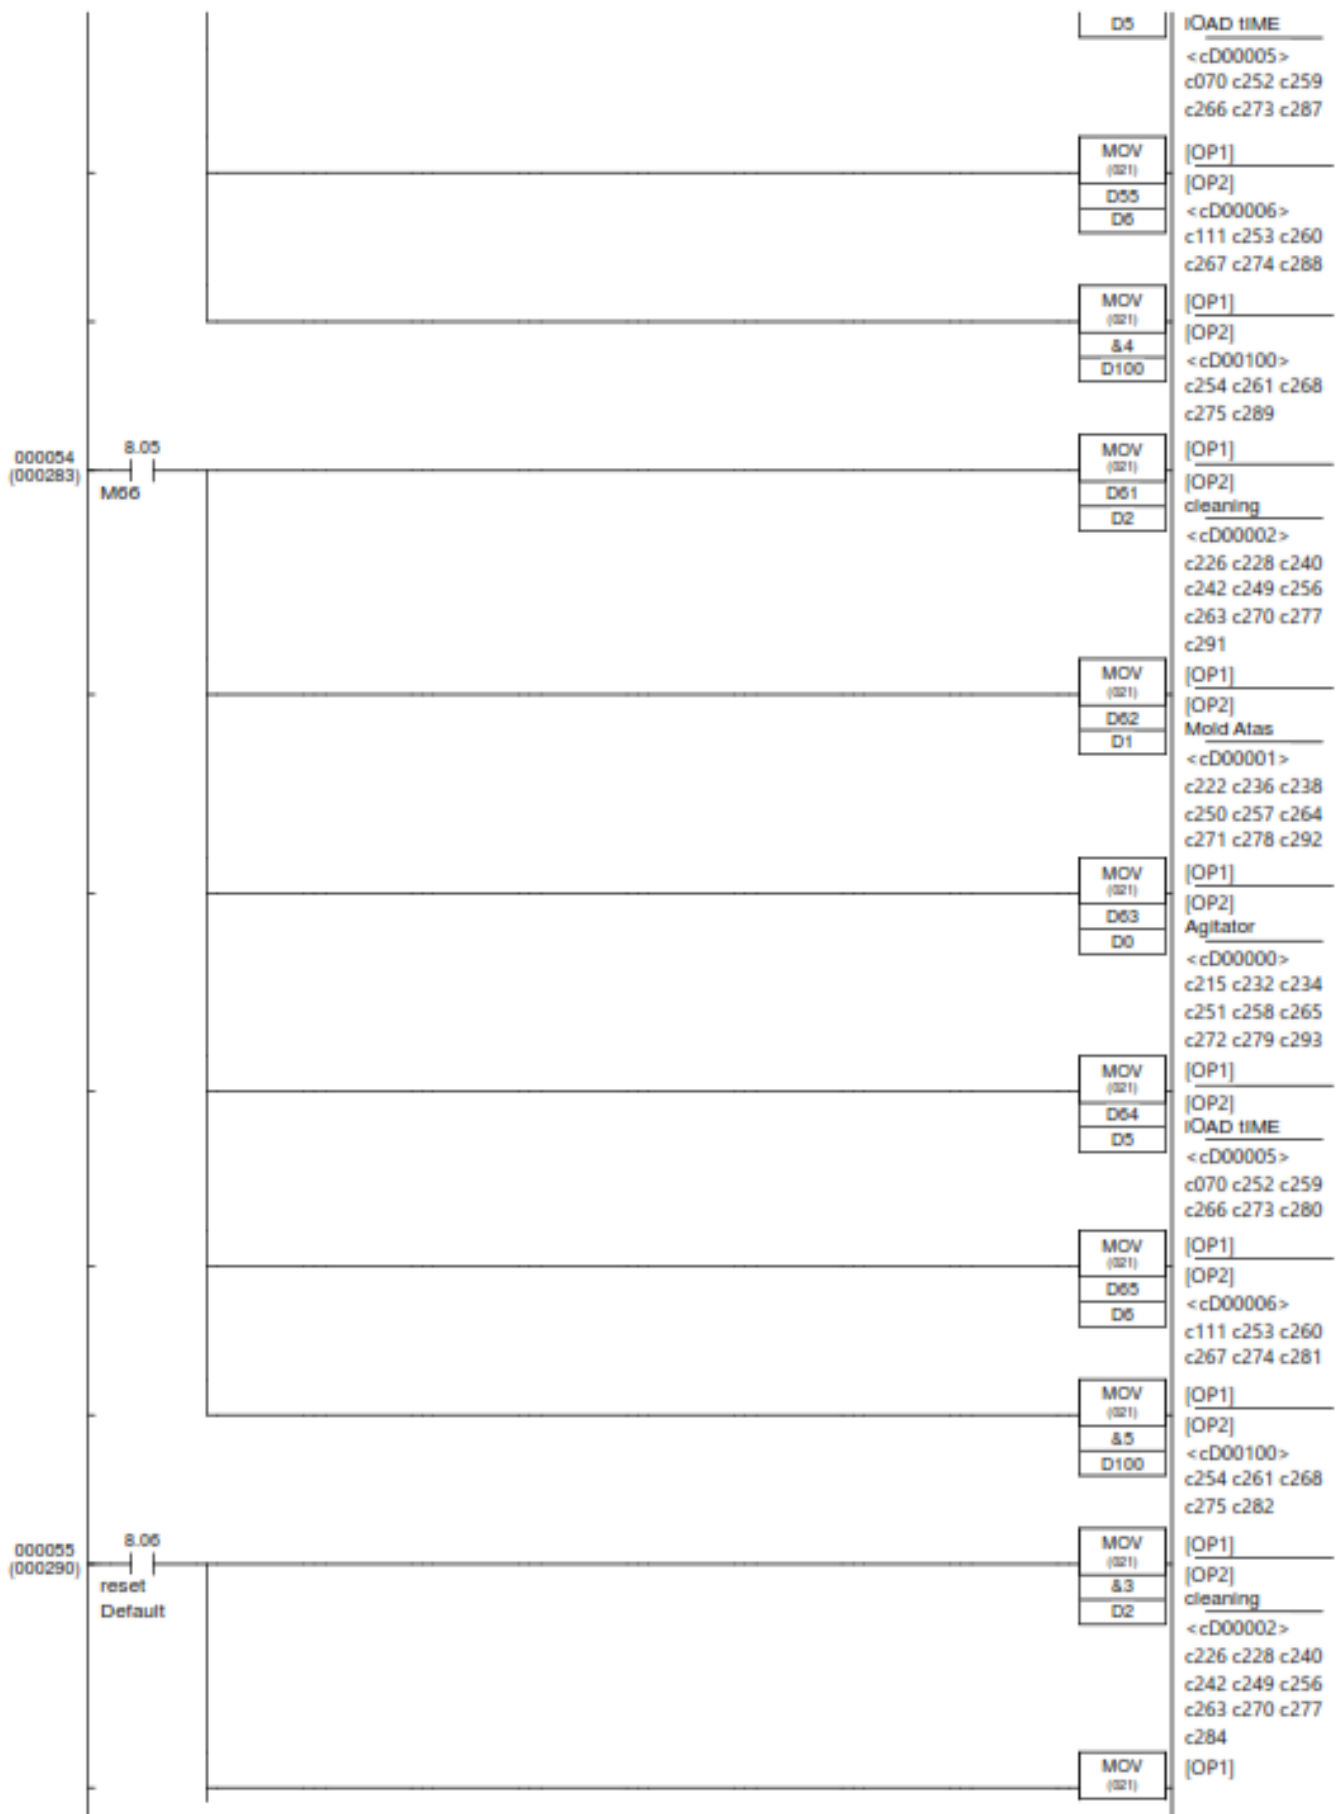 D5 IOAD tIME
<cD00005>
c070 c252 c259
c266 c273 c287
MOV [OP1]
(021)
[OP2]
D55
<cD00006>
D6
c111 c253 c260
c267 c274 c288
MOV [OP1]
(021)
[OP2]
&4
<cD00100>
D100
c254 c261 c268
c275 c289
000054 8.05 MOV [OP1]
(000283) (021)
M66 D61 [OP2]
cleaning
D2
<cD00002>
c226 c228 c240
c242 c249 c256
c263 c270 c277
c291
MOV [OP1]
(021)
[OP2]
D62
Mold Atas
D1
<cD00001>
c222 c236 c238
c250 c257 c264
c271 c278 c292
MOV [OP1]
(021)
[OP2]
D63
Agitator
D0
<cD00000>
c215 c232 c234
c251 c258 c265
c272 c279 c293
MOV [OP1]
(021)
[OP2]
D64
IOAD tIME
D5
<cD00005>
c070 c252 c259
c266 c273 c280
MOV [OP1]
(021)
[OP2]
D65
<cD00006>
D6
c111 c253 c260
c267 c274 c281
MOV [OP1]
(021)
[OP2]
&5
<cD00100>
D100
c254 c261 c268
c275 c282
000055 8.06 MOV [OP1]
(000290) (021)
reset &3 [OP2]
cleaning
Default D2
<cD00002>
c226 c228 c240
c242 c249 c256
c263 c270 c277
c284
MOV [OP1]
(021)